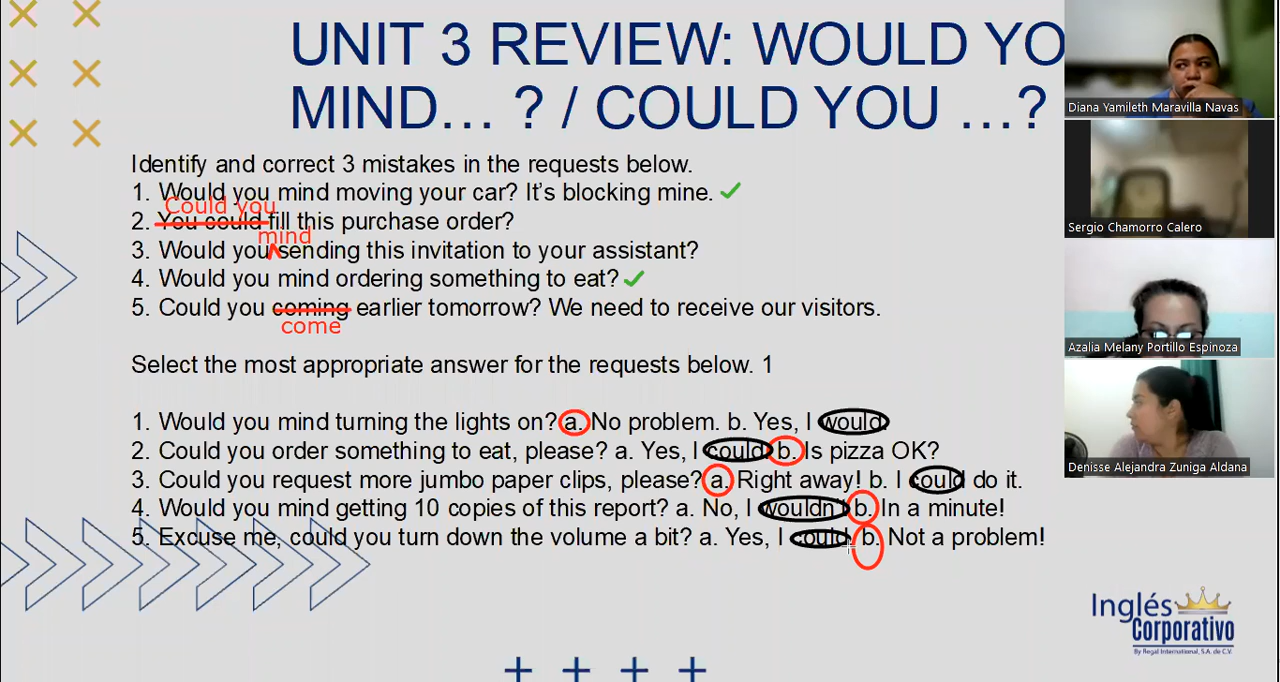 UNIT 3 REVIEW: WOULD YO
MIND… ? / COULD YOU …?
Identify and correct 3 mistakes in the requests below.
1. Would you mind moving your car? It’s blocking mine.
Could you
2. You could fill this purchase order?
mind
3. Would you sending this invitation to your assistant?
4. Would you mind ordering something to eat?
5. Could you coming earlier tomorrow? We need to receive our visitors.
come
Select the most appropriate answer for the requests below. 1
1. Would you mind turning the lights on? a. No problem. b. Yes, I would.
2. Could you order something to eat, please? a. Yes, I could. b. Is pizza OK?
3. Could you request more jumbo paper clips, please? a. Right away! b. I could do it.
4. Would you mind getting 10 copies of this report? a. No, I wouldn’t b. In a minute!
5. Excuse me, could you turn down the volume a bit? a. Yes, I could. b. Not a problem!
Diana Yamileth Maravilla Navas
Sergio Chamorro Calero
Azalia Melany Portillo Espinoza
Denisse Alejandra Zuniga Aldana
Inglés
Corporativo
By Regal International, S.A. de C.V.